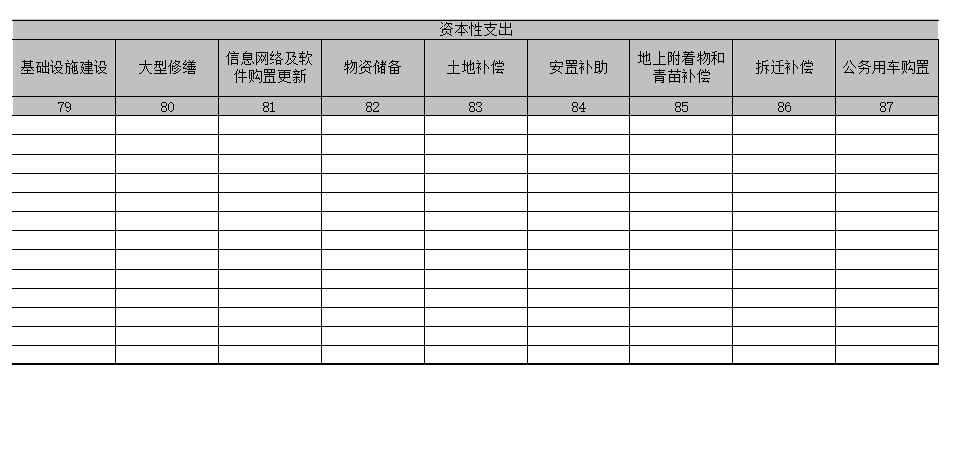 资本性支出
基础设施建设 大型修缮 信息网络及软件购置更新 物资储备 土地补偿 安置补助 地上附着物和青苗补偿 拆迁补偿 公务用车购置
79 80 81 82 83 84 85 86 87